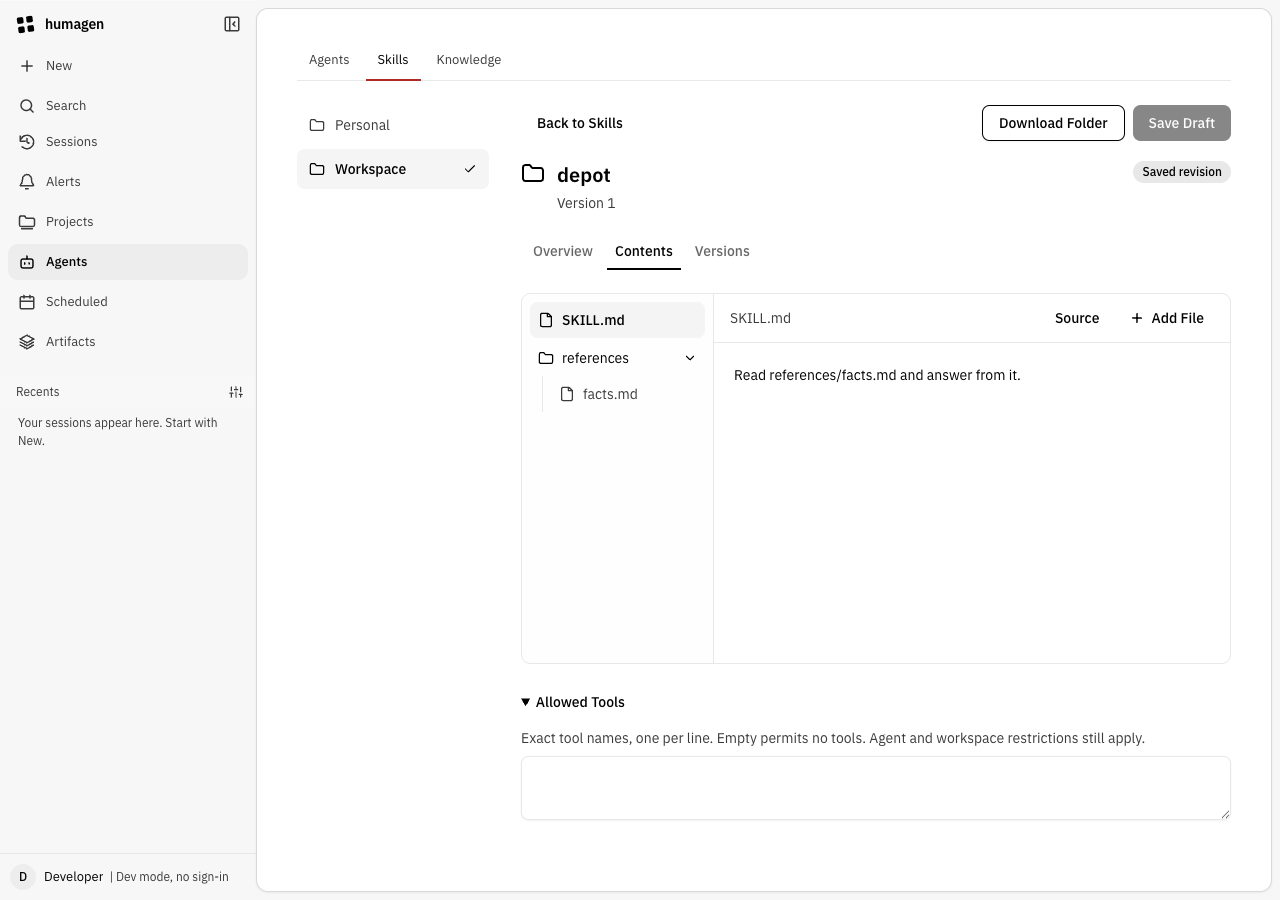 humagen
New
Search
Sessions
Alerts
Projects
Agents
Scheduled
Artifacts
Recents
Your sessions appear here. Start with
New.
D Developer | Dev mode, no sign-in
Agents Skills Knowledge
Personal
Workspace
Back to Skills Download Folder Save Draft
depot Saved revision
Version 1
Overview Contents Versions
SKILL.md
references
facts.md
SKILL.md Source Add File
Read references/facts.md and answer from it.
Allowed Tools
Exact tool names, one per line. Empty permits no tools. Agent and workspace restrictions still apply.